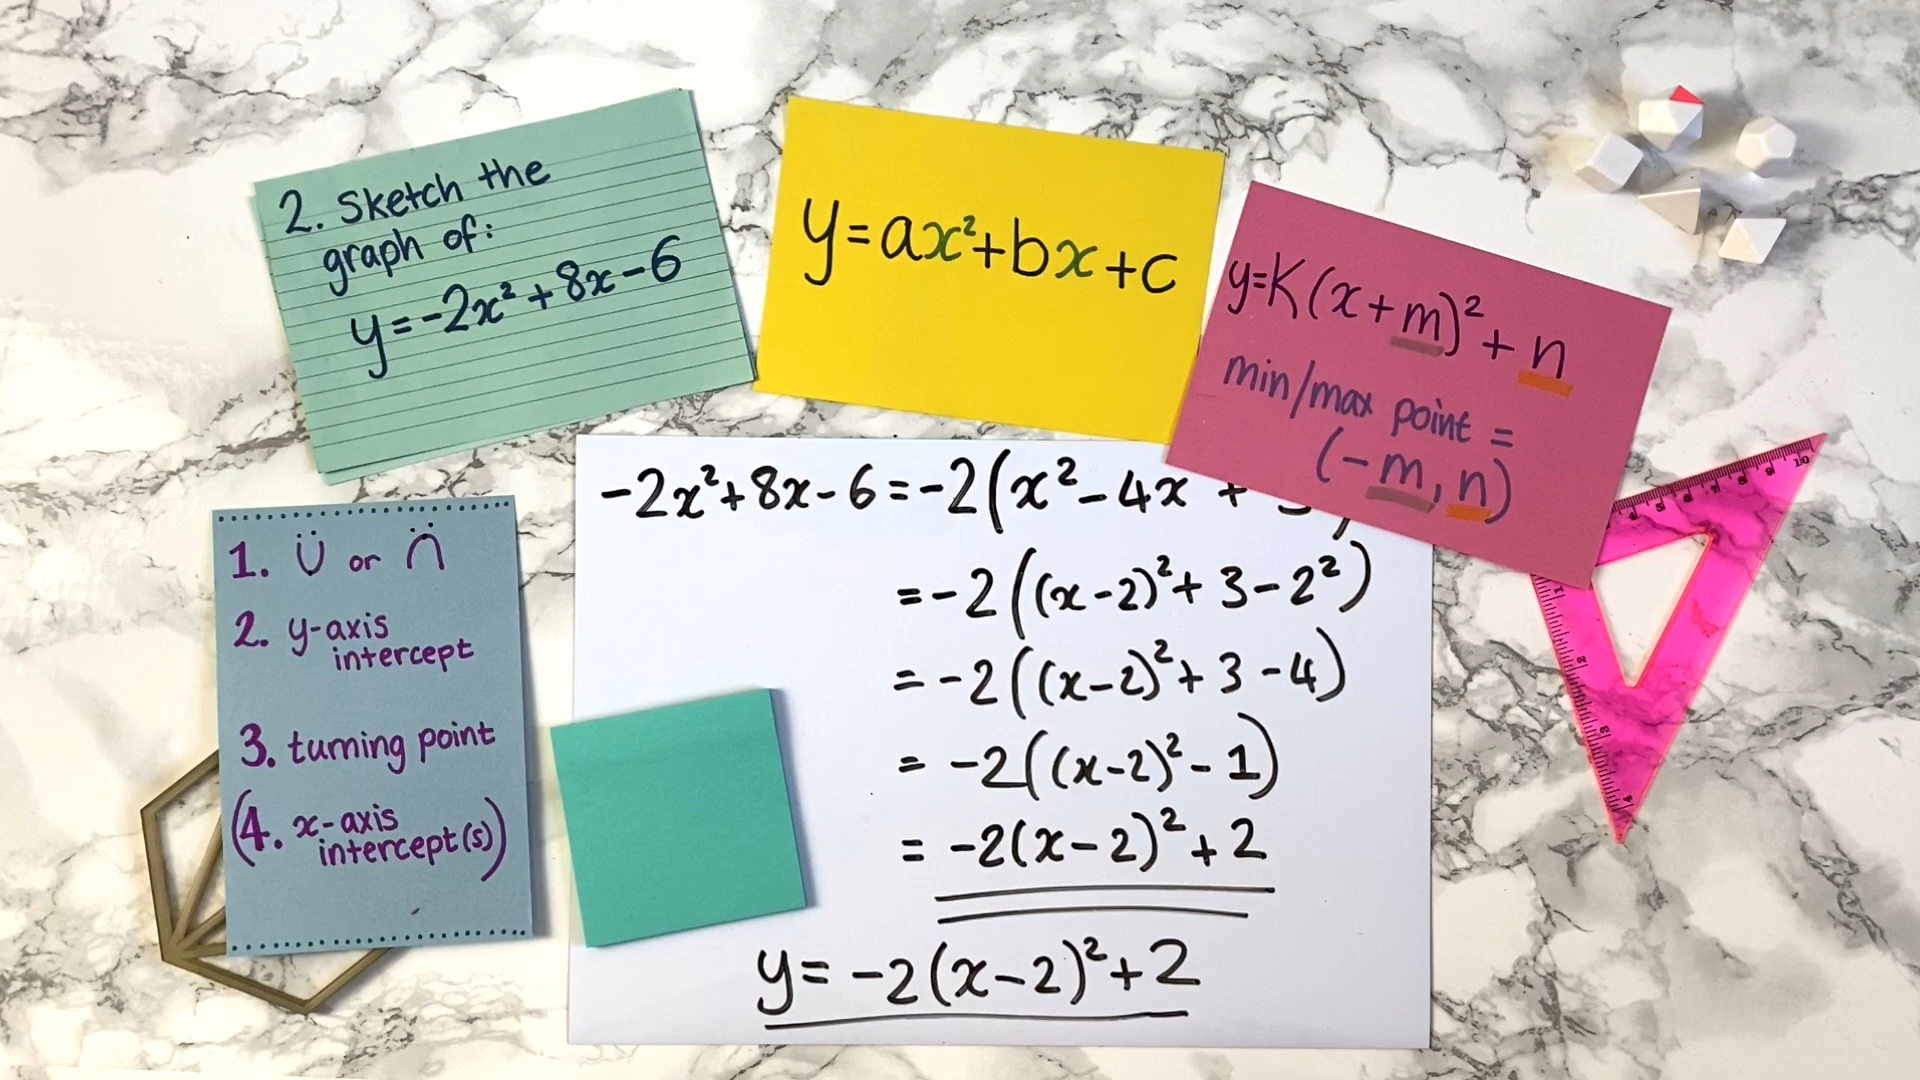 2. Sketch the
graph of:
y=-2x²+8x-6
y=ax²+bx+c
y=K(x+m)²+n
min/max point =
(-m,n)
1. Ü or n̈
2. y-axis
intercept
3. turning point
(4. x-axis
intercept(s))
-2x²+8x-6=-2(x²-4x +
=-2((x-2)²+3-2²)
=-2((x-2)²+3-4)
=-2((x-2)²-1)
=-2(x-2)²+2
y=-2(x-2)²+2